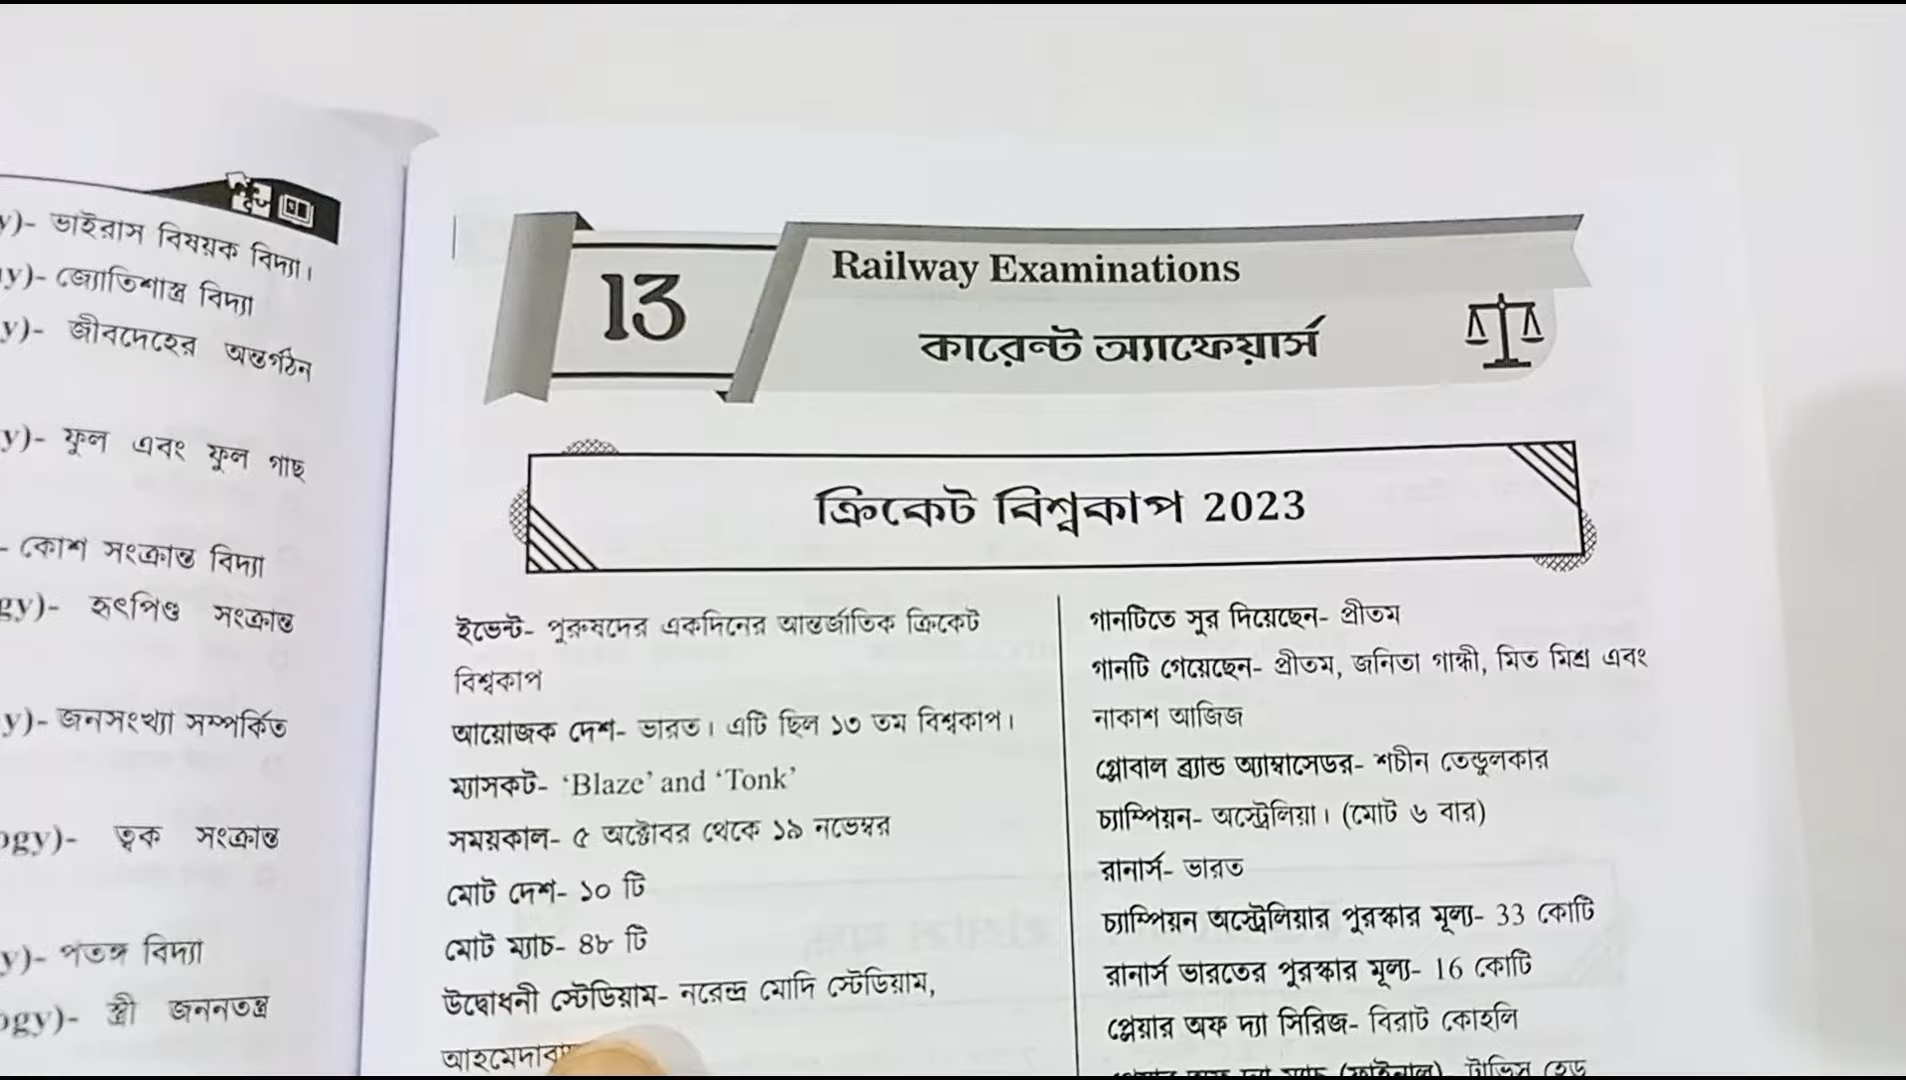 y)- ভাইরাস বিষয়ক বিদ্যা।
y)- জ্যোতিশাস্ত্র বিদ্যা
y)- জীবদেহের অন্তর্গঠন
y)- ফুল এবং ফুল গাছ
- কোশ সংক্রান্ত বিদ্যা
gy)- হৃৎপিণ্ড সংক্রান্ত
y)- জনসংখ্যা সম্পর্কিত
ogy)- ত্বক সংক্রান্ত
y)- পতঙ্গ বিদ্যা
ogy)- স্ত্রী জননতন্ত্র
13
Railway Examinations
কারেন্ট অ্যাফেয়ার্স
ক্রিকেট বিশ্বকাপ 2023
ইভেন্ট- পুরুষদের একদিনের আন্তর্জাতিক ক্রিকেট
বিশ্বকাপ
আয়োজক দেশ- ভারত। এটি ছিল ১৩ তম বিশ্বকাপ।
ম্যাসকট- ‘Blaze’ and ‘Tonk’
সময়কাল- ৫ অক্টোবর থেকে ১৯ নভেম্বর
মোট দেশ- ১০ টি
মোট ম্যাচ- ৪৮ টি
উদ্বোধনী স্টেডিয়াম- নরেন্দ্র মোদি স্টেডিয়াম,
গানটিতে সুর দিয়েছেন- প্রীতম
গানটি গেয়েছেন- প্রীতম, জনিতা গান্ধী, মিত মিশ্র এবং
নাকাশ আজিজ
গ্লোবাল ব্র্যান্ড অ্যাম্বাসেডর- শচীন তেন্ডুলকার
চ্যাম্পিয়ন- অস্ট্রেলিয়া। (মোট ৬ বার)
রানার্স- ভারত
চ্যাম্পিয়ন অস্ট্রেলিয়ার পুরস্কার মূল্য- 33 কোটি
রানার্স ভারতের পুরস্কার মূল্য- 16 কোটি
প্লেয়ার অফ দ্যা সিরিজ- বিরাট কোহলি